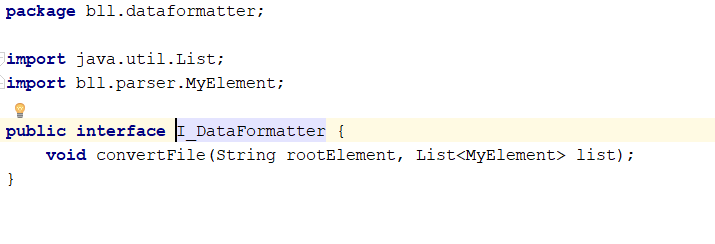 package bll.dataformatter;
import java.util.List;
import bll.parser.MyElement;
public interface I_DataFormatter {
void convertFile(String rootElement, List<MyElement> list);
}